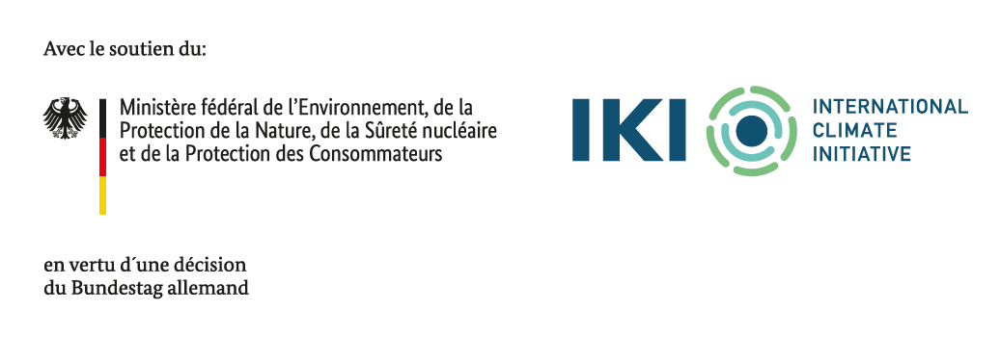 Avec le soutien du:
Ministère fédéral de l'Environnement, de la
Protection de la Nature, de la Sûreté nucléaire
et de la Protection des Consommateurs
IKI
INTERNATIONAL
CLIMATE
INITIATIVE
en vertu d´une décision
du Bundestag allemand